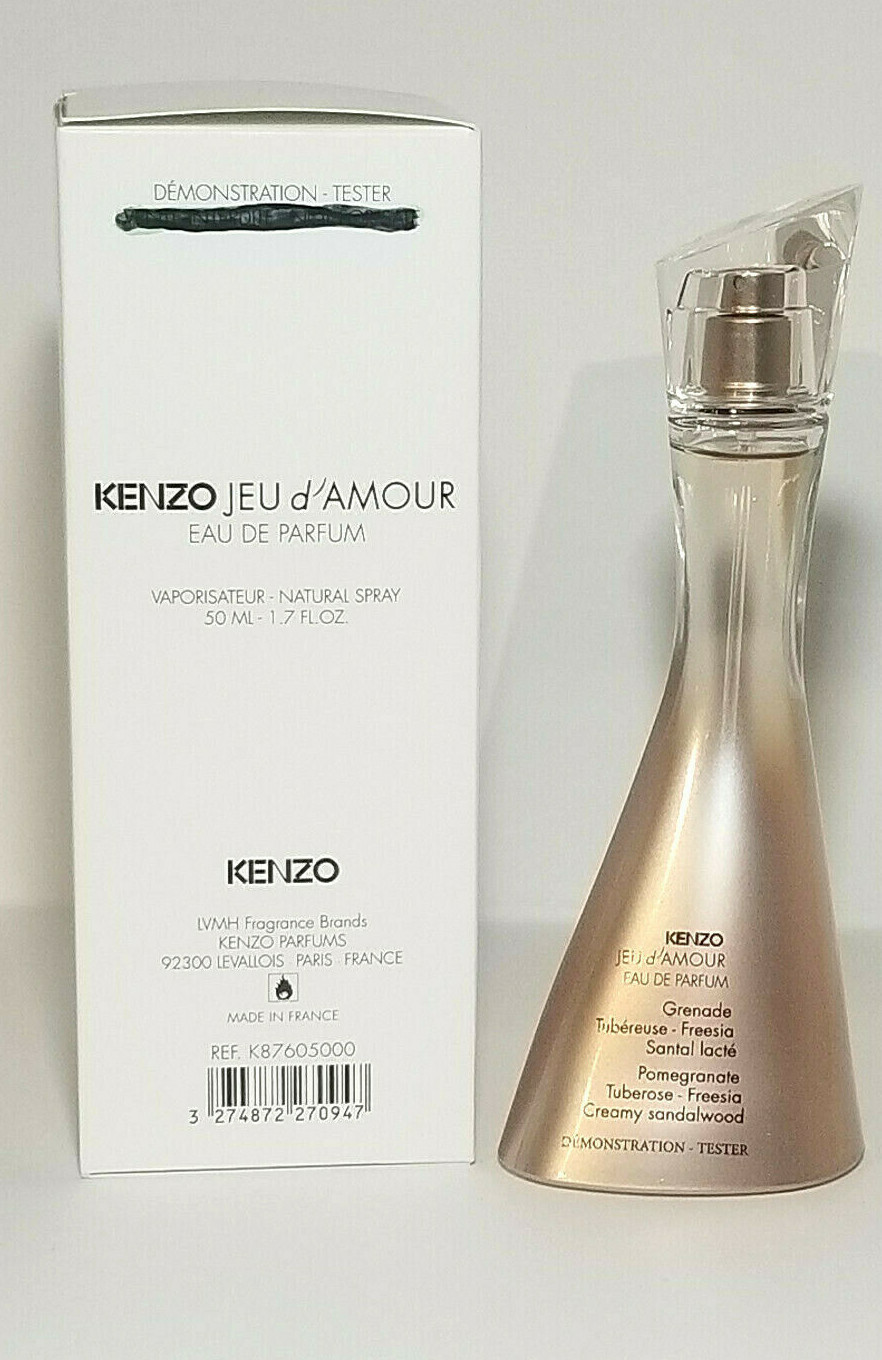 DÉMONSTRATION - TESTER
KENZO JEU d'AMOUR
EAU DE PARFUM
VAPORISATEUR - NATURAL SPRAY
50 ML - 1.7 FL.OZ.
KENZO
LVMH Fragrance Brands
KENZO PARFUMS
92300 LEVALLOIS PARIS FRANCE
MADE IN FRANCE
REF. K87605000
3 274872 270947
KENZO
JEU d'AMOUR
EAU DE PARFUM
Grenade
Tubéreuse - Freesia
Santal lacté
Pomegranate
Tuberose - Freesia
Creamy sandalwood
DÉMONSTRATION - TESTER